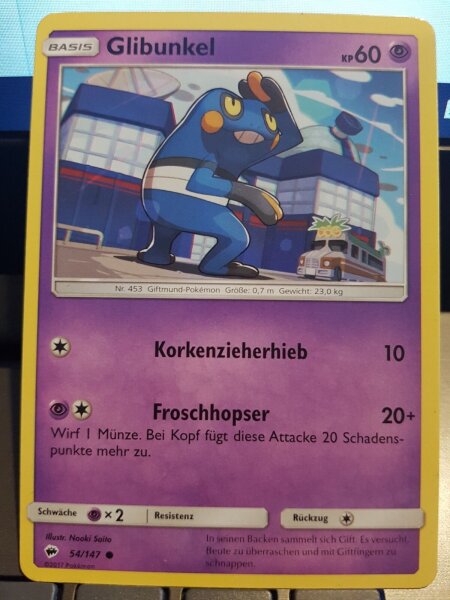 BASIS Glibunkel KP60
Nr. 453 Giftmund-Pokémon Größe: 0,7 m Gewicht: 23,0 kg
Korkenzieherhieb 10
Froschhopser 20+
Wirf 1 Münze. Bei Kopf fügt diese Attacke 20 Schadens-
punkte mehr zu.
Schwäche ×2 Resistenz Rückzug
Illustr. Naoki Saito
54/147
©2017 Pokémon
In seinen Backen sammelt sich Gift. Es versucht,
Beute zu überraschen und mit Giftfingern zu
schnappen.